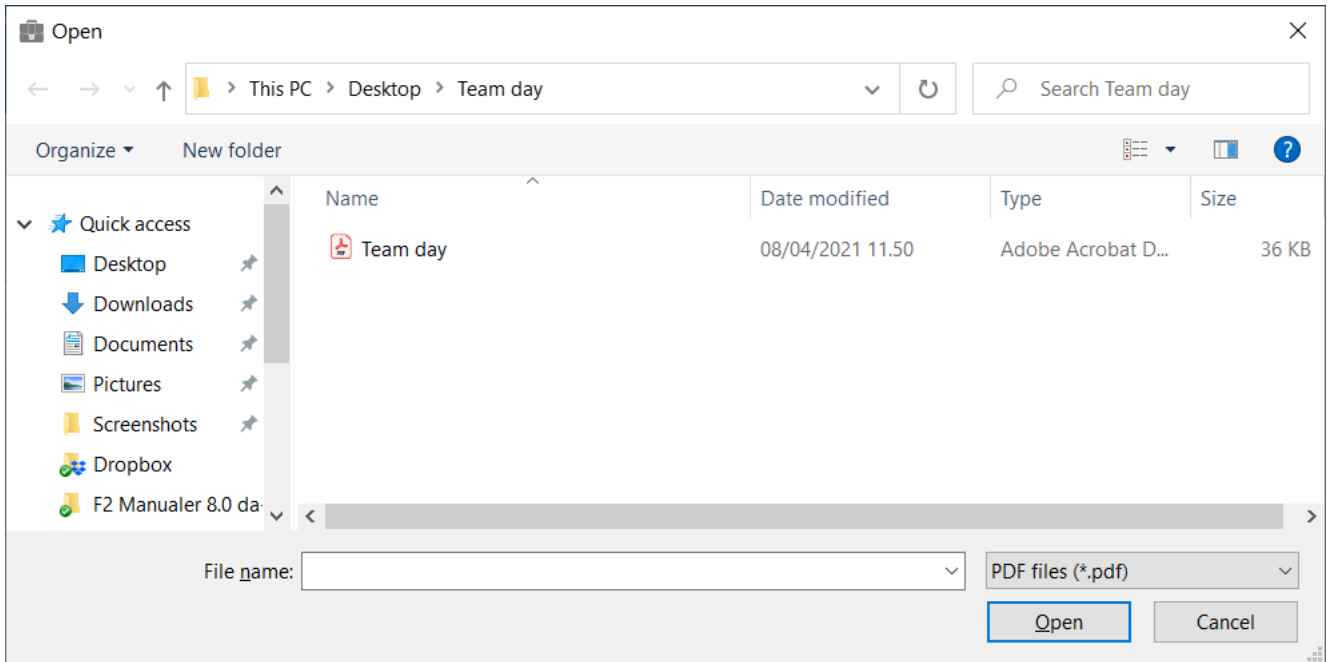 Open
This PC > Desktop > Team day
Search Team day
Organize
New folder
?
Name Date modified Type Size
Quick access
Desktop
Downloads
Documents
Pictures
Screenshots
Dropbox
F2 Manualer 8.0 da-
Team day 08/04/2021 11.50 Adobe Acrobat D... 36 KB
File name:
PDF files (*.pdf)
Open
Cancel